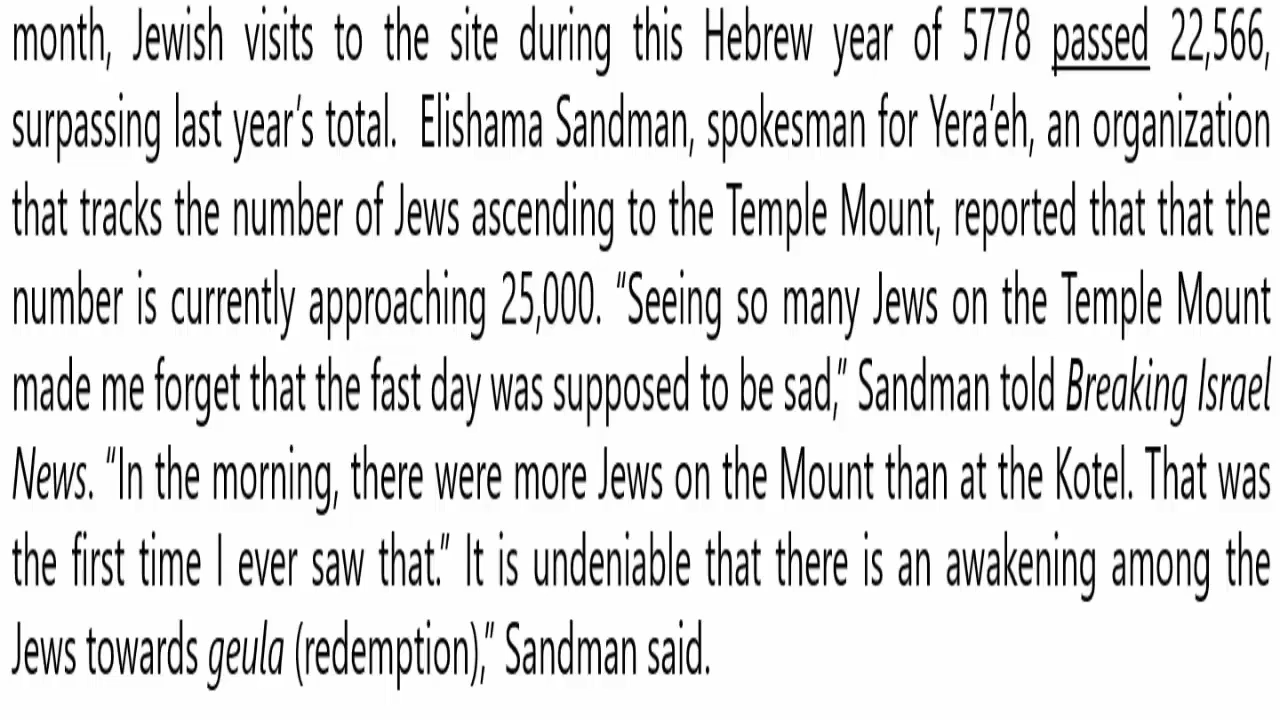 month, Jewish visits to the site during this Hebrew year of 5778 passed 22,566,
surpassing last year's total.  Elishama Sandman, spokesman for Yera'eh, an organization
that tracks the number of Jews ascending to the Temple Mount, reported that that the
number is currently approaching 25,000. "Seeing so many Jews on the Temple Mount
made me forget that the fast day was supposed to be sad," Sandman told Breaking Israel
News. "In the morning, there were more Jews on the Mount than at the Kotel. That was
the first time I ever saw that." It is undeniable that there is an awakening among the
Jews towards geula (redemption)," Sandman said.